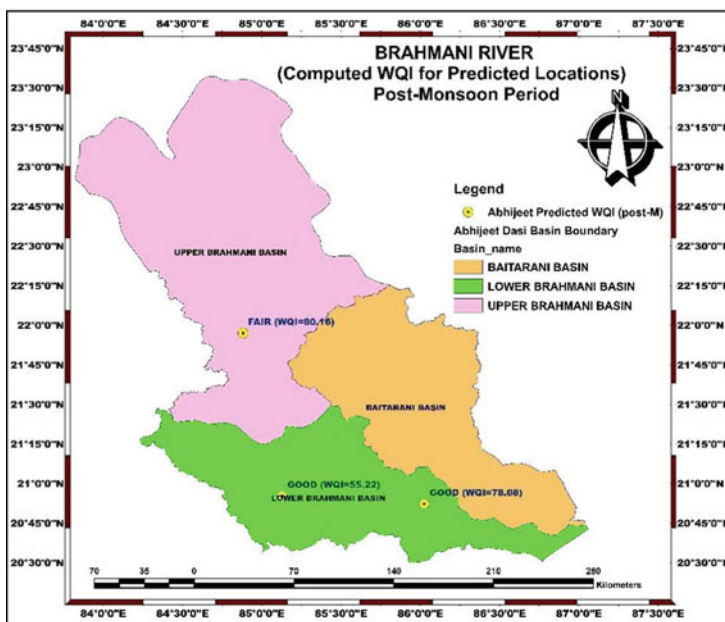 84°0'0"E 84°30'0"E 85°0'0"E 85°30'0"E 86°0'0"E 86°30'0"E 87°0'0"E
BRAHMANI RIVER
(Computed WQI for Predicted Locations)
Post-Monsoon Period
N
23°45'0"N 23°45'0"N
23°30'0"N 23°30'0"N
23°15'0"N 23°15'0"N
23°0'0"N 23°0'0"N
22°45'0"N 22°45'0"N
22°30'0"N 22°30'0"N
22°15'0"N 22°15'0"N
22°0'0"N 22°0'0"N
21°45'0"N 21°45'0"N
21°30'0"N 21°30'0"N
21°15'0"N 21°15'0"N
21°0'0"N 21°0'0"N
20°45'0"N 20°45'0"N
20°30'0"N 20°30'0"N
Legend
Abhijeet Predicted WQI (post-M)
Abhijeet Dasi Basin Boundary
Basin_name
BAITARANI BASIN
LOWER BRAHMANI BASIN
UPPER BRAHMANI BASIN
UPPER BRAHMANI BASIN
FAIR (WQI=80.16)
BAITARANI BASIN
GOOD (WQI=55.22)
LOWER BRAHMANI BASIN
GOOD (WQI=78.08)
70 35 0 70 140 210 280
Kilometers
84°0'0"E 84°30'0"E 85°0'0"E 85°30'0"E 86°0'0"E 86°30'0"E 87°0'0"E